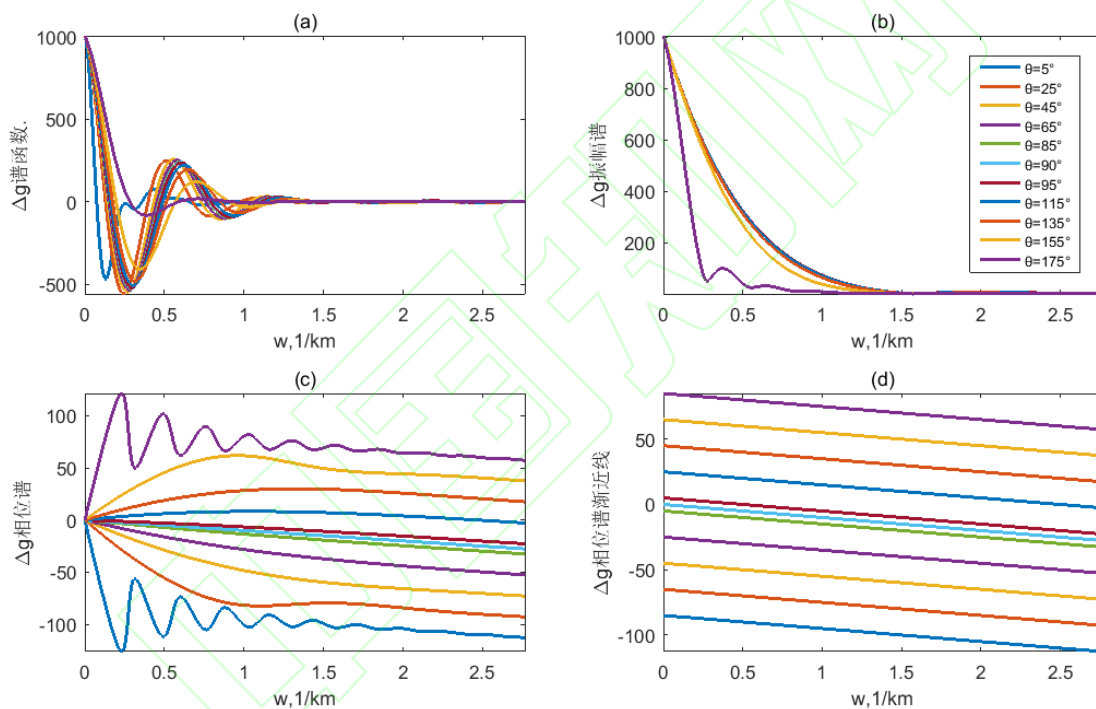 (a)
Δg谱函数.
1000
500
0
-500
0 0.5 1 1.5 2 2.5
w,1/km
(b)
Δg振幅谱
1000
800
600
400
200
0 0.5 1 1.5 2 2.5
w,1/km
θ=5°
θ=25°
θ=45°
θ=65°
θ=85°
θ=90°
θ=95°
θ=115°
θ=135°
θ=155°
θ=175°
(c)
Δg相位谱
100
50
0
-50
-100
0 0.5 1 1.5 2 2.5
w,1/km
(d)
Δg相位谱渐近线
50
0
-50
-100
0 0.5 1 1.5 2 2.5
w,1/km